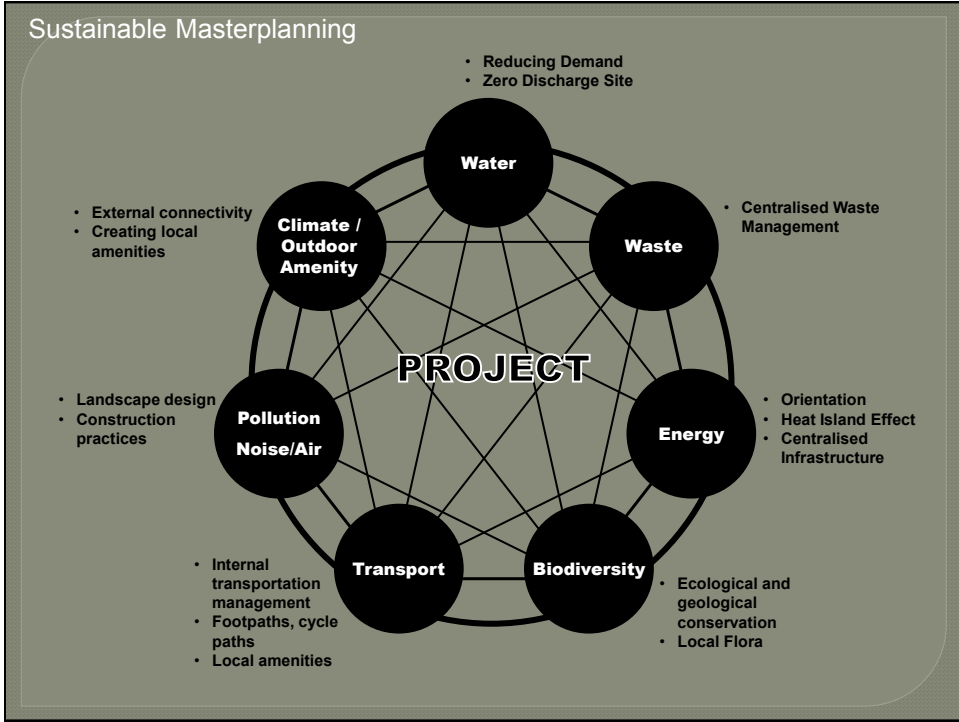 Sustainable Masterplanning
• Reducing Demand
• Zero Discharge Site
Water
• External connectivity
• Creating local
amenities
Climate /
Outdoor
Amenity
Waste
• Centralised Waste
Management
PROJECT
• Landscape design
• Construction
practices
Pollution
Noise/Air
Energy
• Orientation
• Heat Island Effect
• Centralised
Infrastructure
• Internal
transportation
management
• Footpaths, cycle
paths
• Local amenities
Transport
Biodiversity
• Ecological and
geological
conservation
• Local Flora